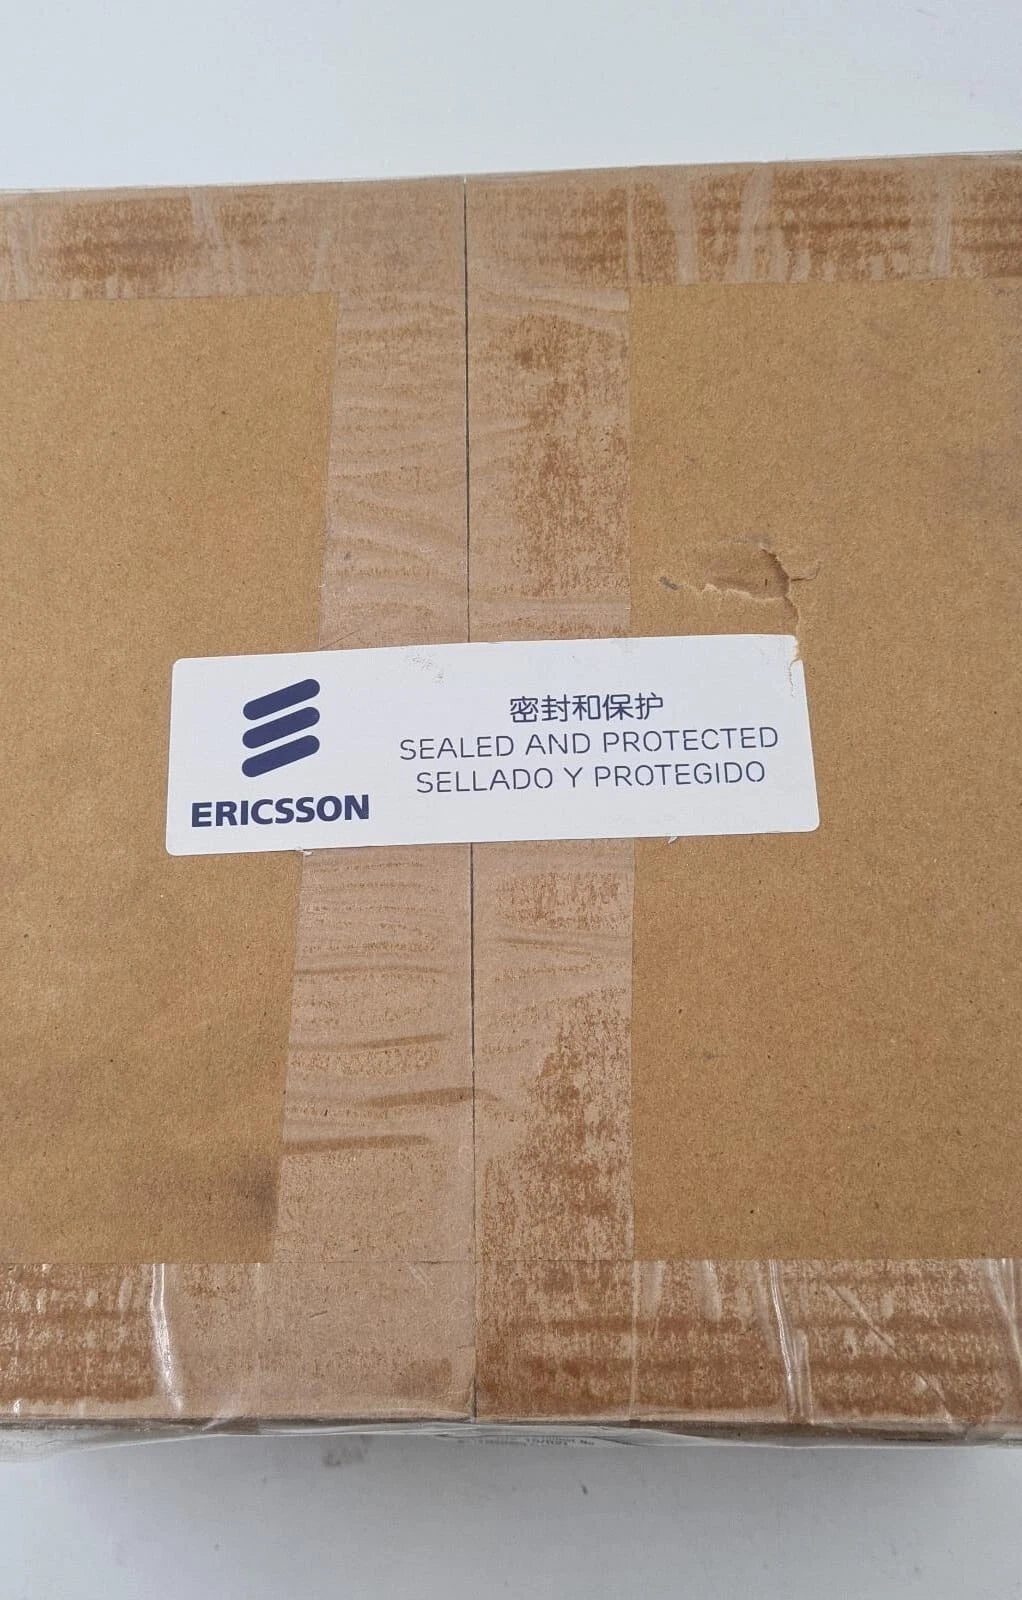 密封和保护
SEALED AND PROTECTED
SELLADO Y PROTEGIDO
ERICSSON